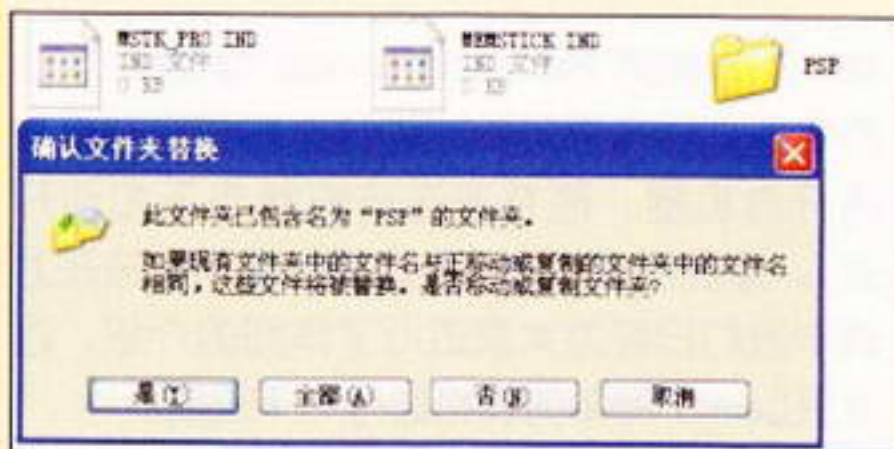 MSTK_PRO IND
IND 文件
0 KB
MEMSTICK IND
IND 文件
0 KB
PSP
确认文件夹替换
此文件夹已包含名为“PSP”的文件夹。
如果现有文件夹中的文件名与正移动或复制的文件夹中的文件名
相同，这些文件将被替换。是否移动或复制文件夹?
是(Y)
全部(A)
否(N)
取消